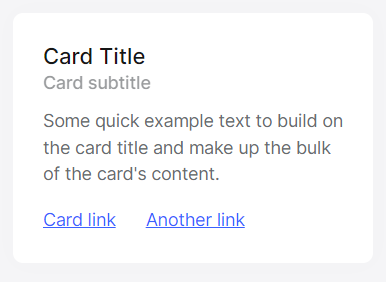 Card Title
Card subtitle
Some quick example text to build on
the card title and make up the bulk
of the card's content.
Card link Another link